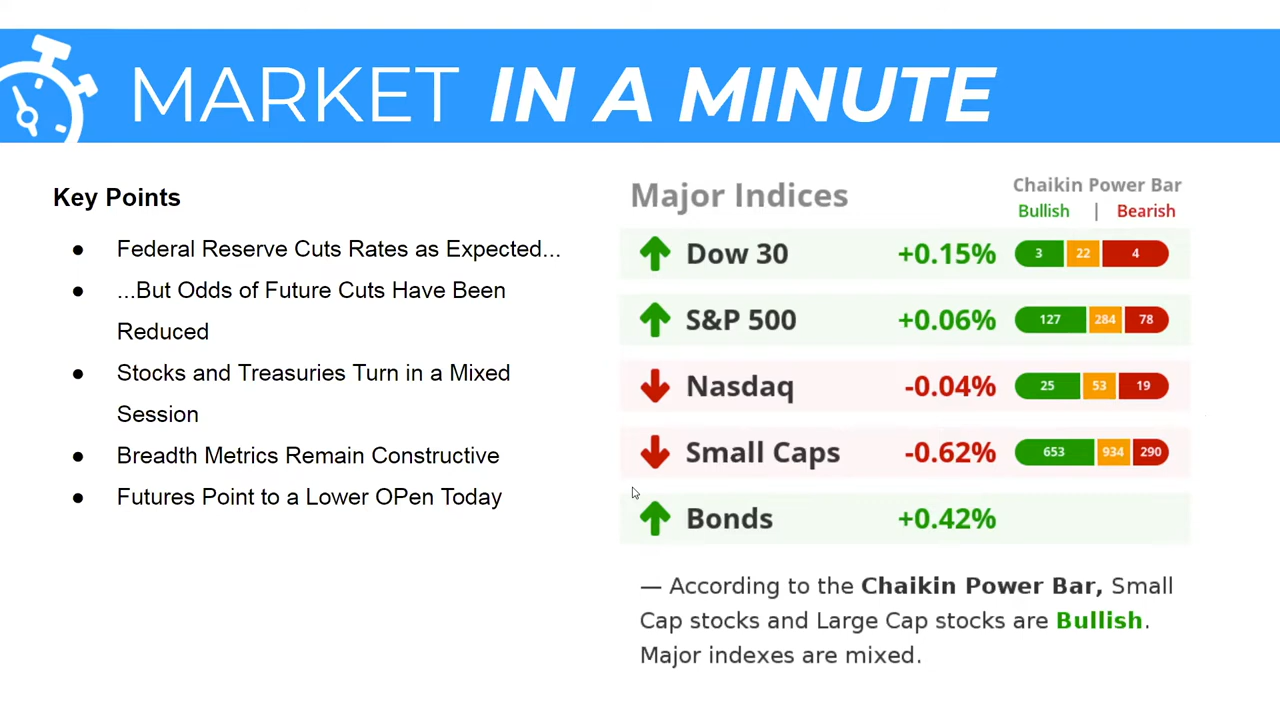 MARKET IN A MINUTE
Key Points
● Federal Reserve Cuts Rates as Expected...
● ...But Odds of Future Cuts Have Been
Reduced
● Stocks and Treasuries Turn in a Mixed
Session
● Breadth Metrics Remain Constructive
● Futures Point to a Lower OPen Today
Major Indices
Chaikin Power Bar
Bullish | Bearish
Dow 30 +0.15% 3 22 4
S&P 500 +0.06% 127 284 78
Nasdaq -0.04% 25 53 19
Small Caps -0.62% 653 934 290
Bonds +0.42%
— According to the Chaikin Power Bar, Small
Cap stocks and Large Cap stocks are Bullish.
Major indexes are mixed.